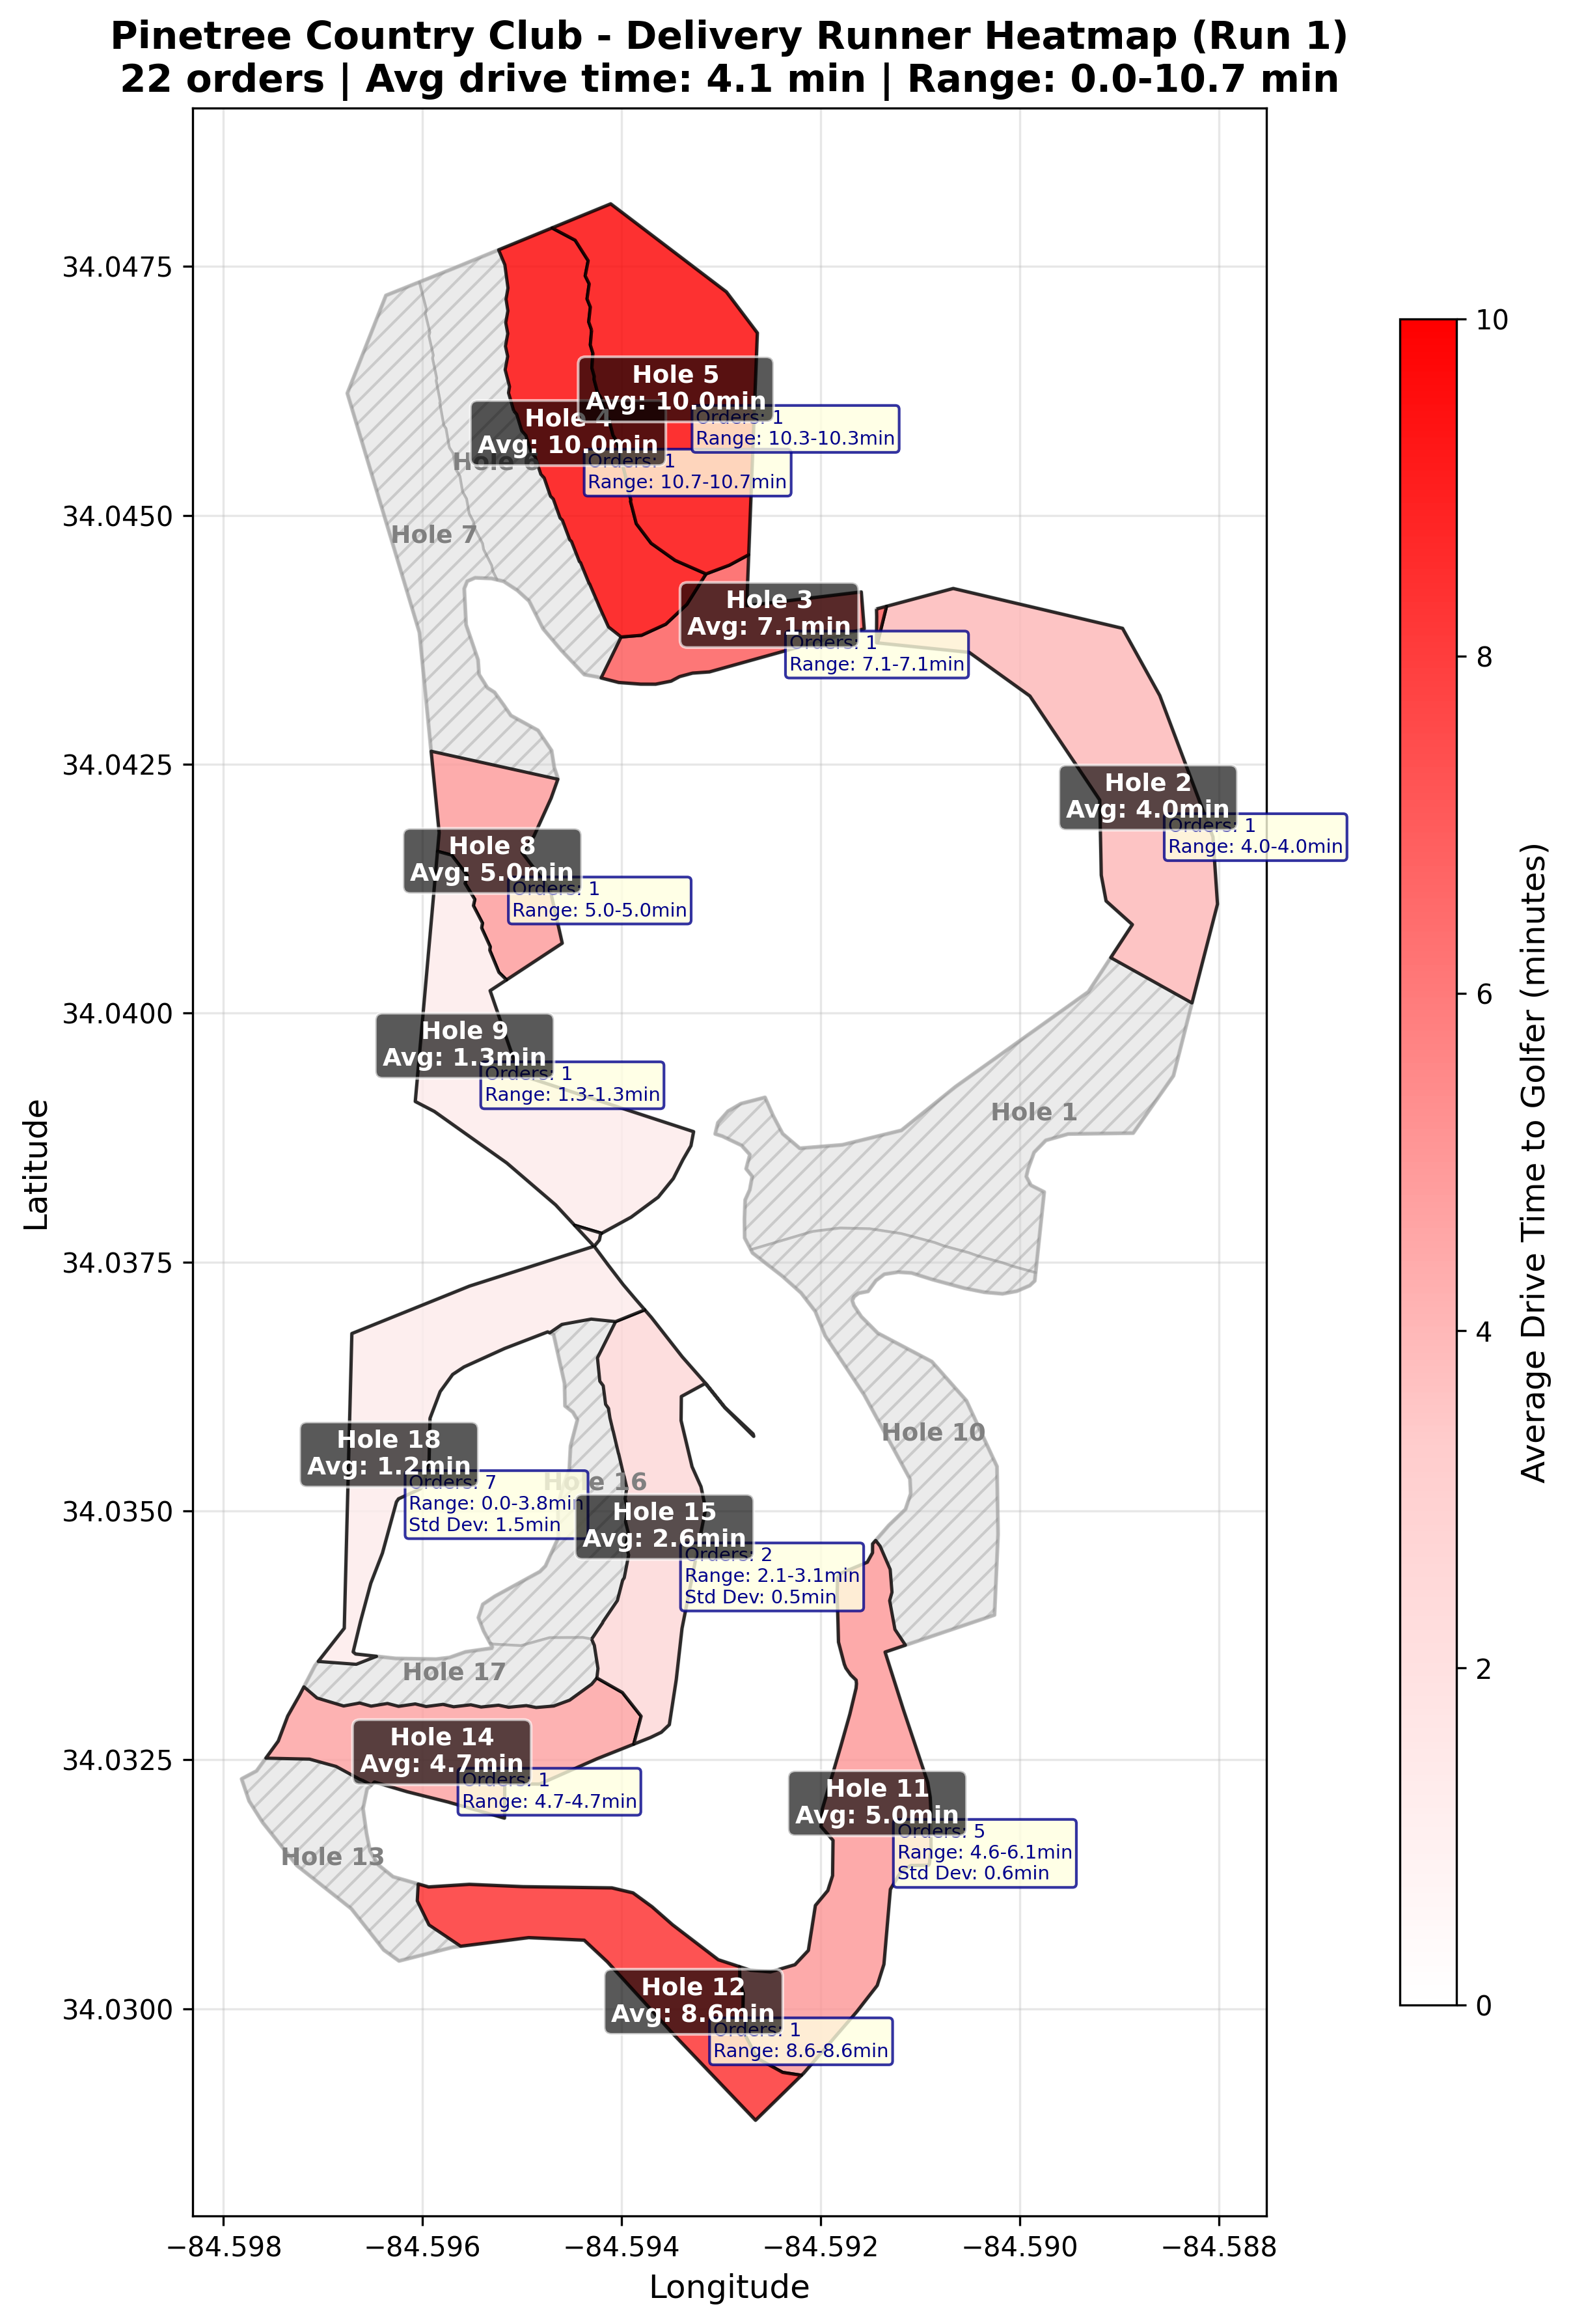 Pinetree Country Club - Delivery Runner Heatmap (Run 1)
22 orders | Avg drive time: 4.1 min | Range: 0.0-10.7 min
Latitude
34.0475
34.0450
34.0425
34.0400
34.0375
34.0350
34.0325
34.0300
Hole 5
Avg: 10.0min
Orders: 1
Range: 10.3-10.3min
Hole 4
Avg: 10.0min
Orders: 1
Range: 10.7-10.7min
Hole 6
Hole 7
Hole 3
Avg: 7.1min
Orders: 1
Range: 7.1-7.1min
Hole 2
Avg: 4.0min
Orders: 1
Range: 4.0-4.0min
Hole 8
Avg: 5.0min
Orders: 1
Range: 5.0-5.0min
Hole 9
Avg: 1.3min
Orders: 1
Range: 1.3-1.3min
Hole 1
Hole 10
Hole 18
Avg: 1.2min
Orders: 7
Range: 0.0-3.8min
Std Dev: 1.5min
Hole 16
Hole 15
Avg: 2.6min
Orders: 2
Range: 2.1-3.1min
Std Dev: 0.5min
Hole 17
Hole 14
Avg: 4.7min
Orders: 1
Range: 4.7-4.7min
Hole 11
Avg: 5.0min
Orders: 5
Range: 4.6-6.1min
Std Dev: 0.6min
Hole 13
Hole 12
Avg: 8.6min
Orders: 1
Range: 8.6-8.6min
−84.598
−84.596
−84.594
−84.592
−84.590
−84.588
Longitude
10
8
6
4
2
0
Average Drive Time to Golfer (minutes)